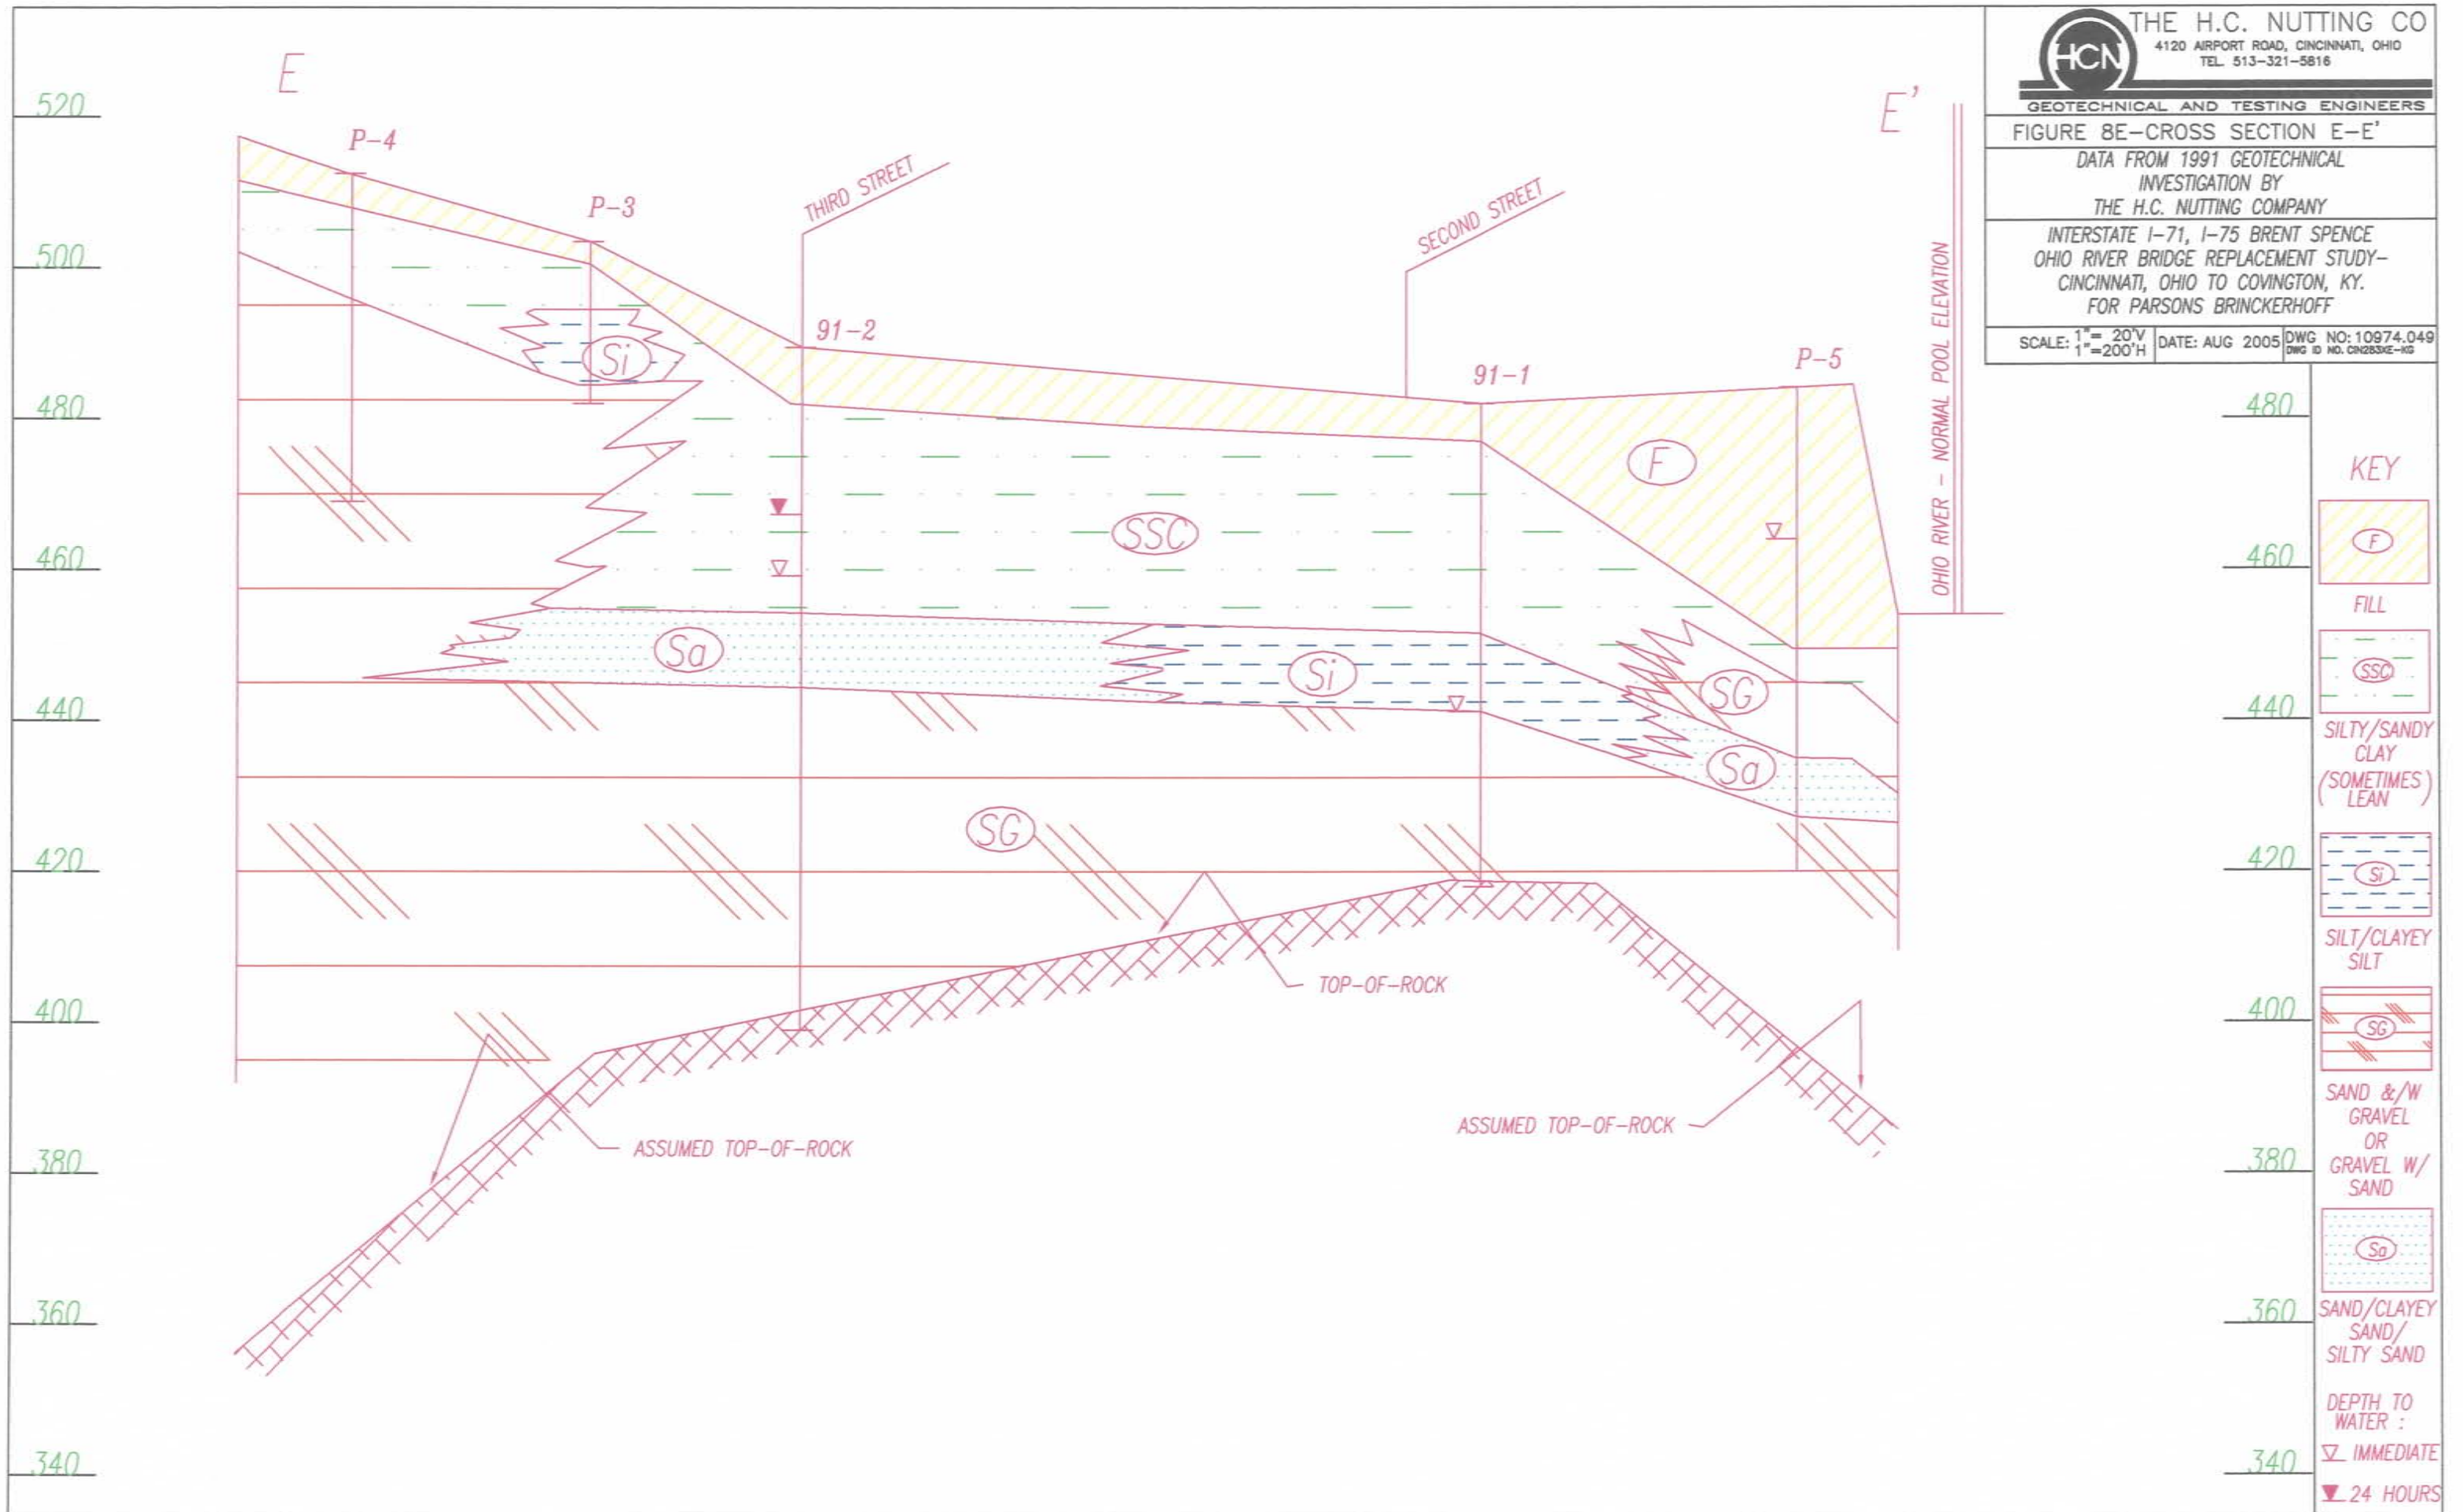 THE H.C. NUTTING CO
4120 AIRPORT ROAD, CINCINNATI, OHIO
TEL. 513-321-5816
HCN
GEOTECHNICAL AND TESTING ENGINEERS
FIGURE 8E-CROSS SECTION E-E'
DATA FROM 1991 GEOTECHNICAL
INVESTIGATION BY
THE H.C. NUTTING COMPANY
INTERSTATE I-71, I-75 BRENT SPENCE
OHIO RIVER BRIDGE REPLACEMENT STUDY-
CINCINNATI, OHIO TO COVINGTON, KY.
FOR PARSONS BRINCKERHOFF
SCALE: 1"= 20'V
1"=200'H
DATE: AUG 2005
DWG NO: 10974.049
DWG ID NO. CIN283XE-KG
E
E'
520
500
480
460
440
420
400
380
360
340
P-4
P-3
THIRD STREET
91-2
SECOND STREET
91-1
P-5
OHIO RIVER - NORMAL POOL ELEVATION
Si
F
SSC
Sa
Si
SG
Sa
SG
TOP-OF-ROCK
ASSUMED TOP-OF-ROCK
ASSUMED TOP-OF-ROCK
480
460
440
420
400
380
360
340
KEY
F
FILL
SSC
SILTY/SANDY
CLAY
(SOMETIMES)
LEAN
Si
SILT/CLAYEY
SILT
SG
SAND &/W
GRAVEL
OR
GRAVEL W/
SAND
Sa
SAND/CLAYEY
SAND/
SILTY SAND
DEPTH TO
WATER :
IMMEDIATE
24 HOURS